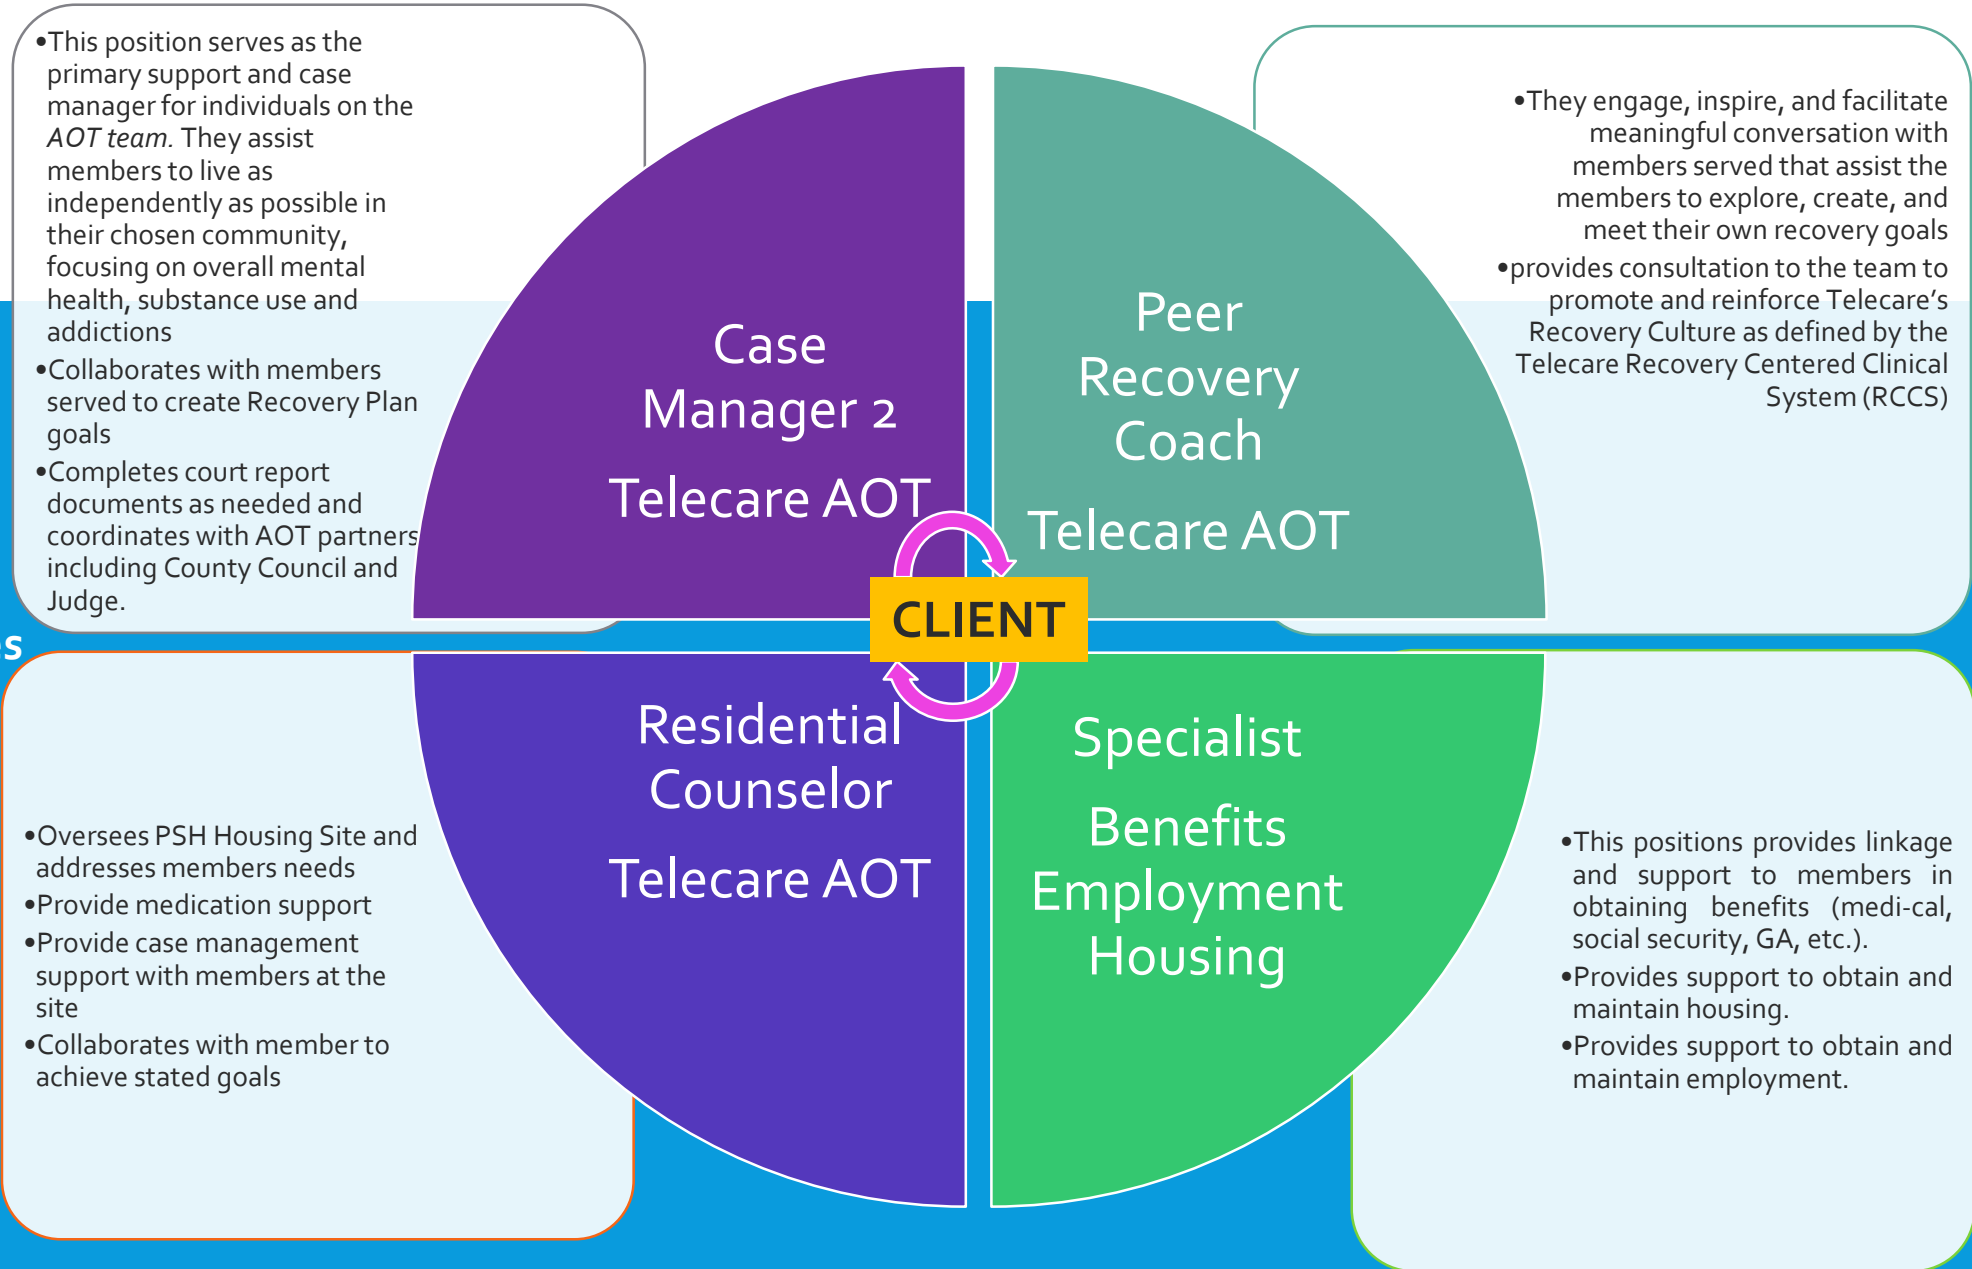 •This position serves as the
primary support and case
manager for individuals on the
AOT team. They assist
members to live as
independently as possible in
their chosen community,
focusing on overall mental
health, substance use and
addictions
•Collaborates with members
served to create Recovery Plan
goals
•Completes court report
documents as needed and
coordinates with AOT partners
including County Council and
Judge.
Case
Manager 2
Telecare AOT
Peer
Recovery
Coach
Telecare AOT
•They engage, inspire, and facilitate
meaningful conversation with
members served that assist the
members to explore, create, and
meet their own recovery goals
•provides consultation to the team to
promote and reinforce Telecare’s
Recovery Culture as defined by the
Telecare Recovery Centered Clinical
System (RCCS)
CLIENT
•Oversees PSH Housing Site and
addresses members needs
•Provide medication support
•Provide case management
support with members at the
site
•Collaborates with member to
achieve stated goals
Residential
Counselor
Telecare AOT
Specialist
Benefits
Employment
Housing
•This positions provides linkage
and support to members in
obtaining benefits (medi-cal,
social security, GA, etc.).
•Provides support to obtain and
maintain housing.
•Provides support to obtain and
maintain employment.